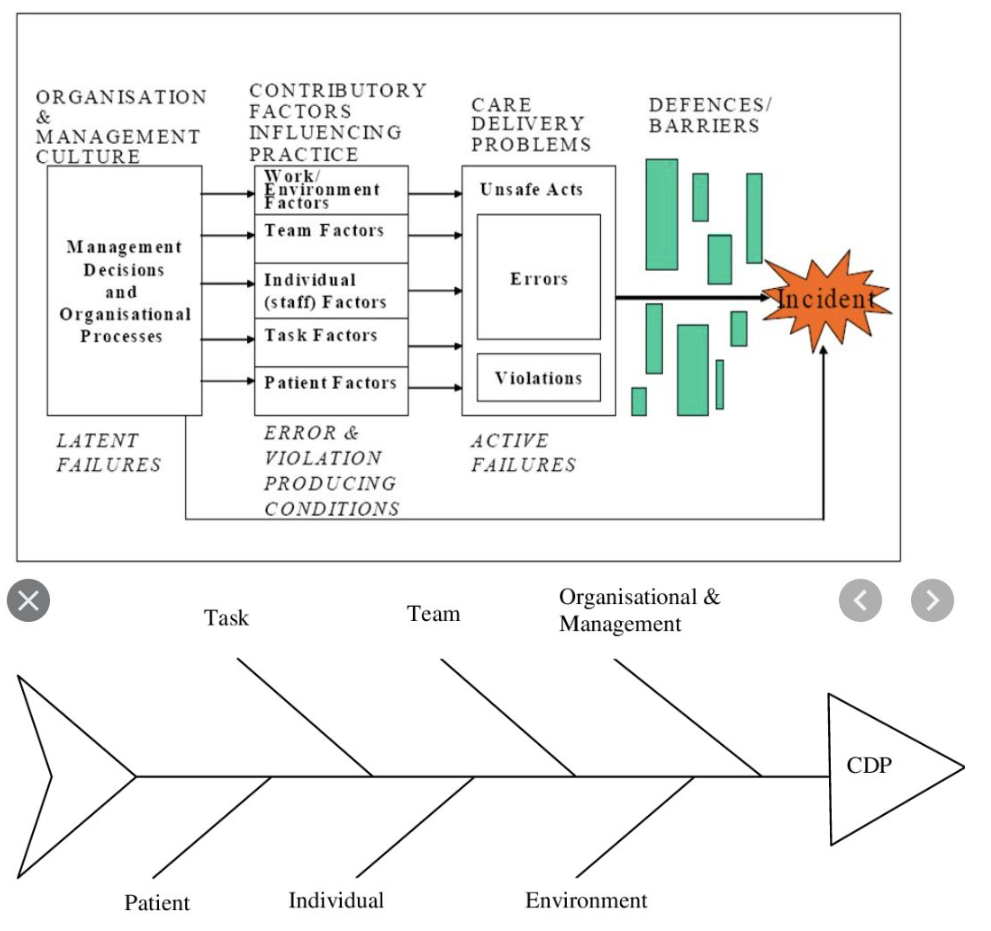 ORGANISATION
&
MANAGEMENT
CULTURE
CONTRIBUTORY
FACTORS
INFLUENCING
PRACTICE
CARE
DELIVERY
PROBLEMS
DEFENCES/
BARRIERS
Management
Decisions
and
Organisational
Processes
Work/
Environment
Factors
Team Factors
Individual
(staff) Factors
Task Factors
Patient Factors
Unsafe Acts
Errors
Violations
Incident
LATENT
FAILURES
ERROR &
VIOLATION
PRODUCING
CONDITIONS
ACTIVE
FAILURES
Task
Team
Organisational &
Management
CDP
Patient
Individual
Environment